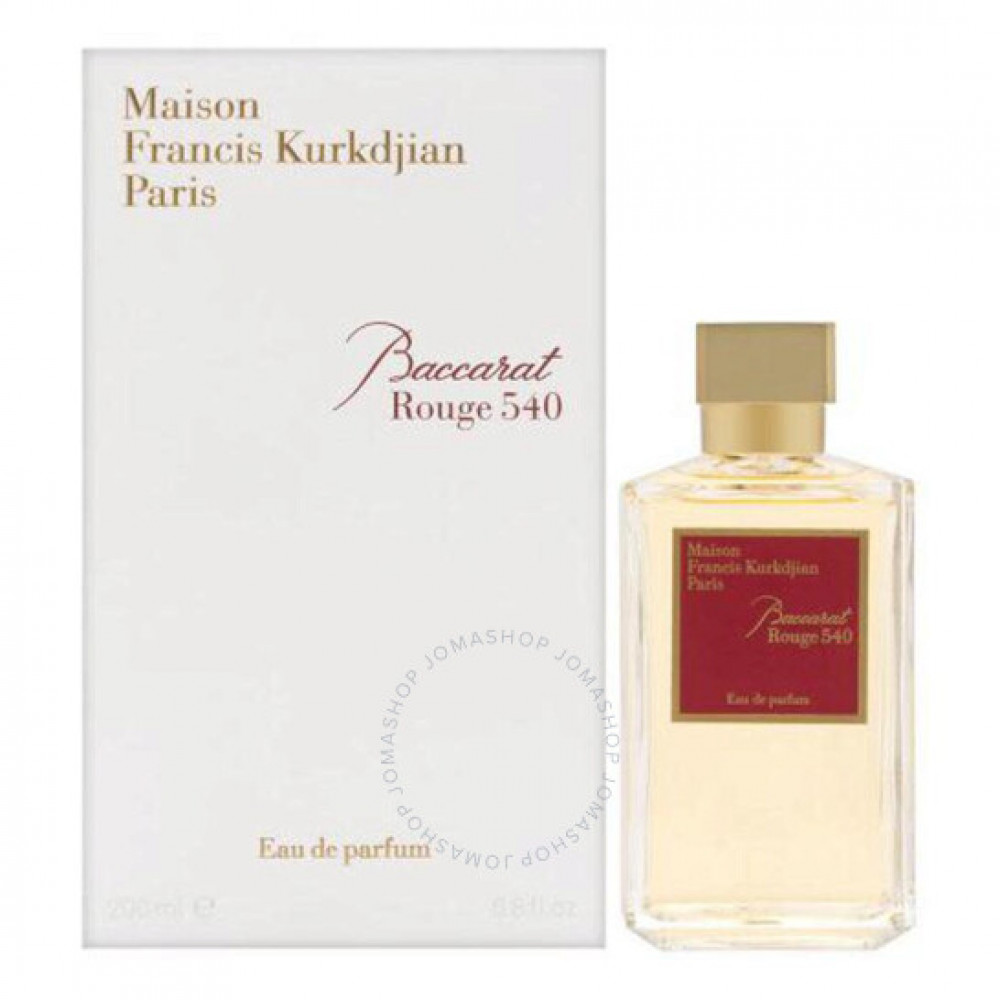 Maison
Francis Kurkdjian
Paris
Baccarat
Rouge 540
Eau de parfum
200 ml e
6.8 fl oz
Maison
Francis Kurkdjian
Paris
Baccarat
Rouge 540
Eau de parfum
JOMASHOP JOMASHOP JOMASHOP JOMASHOP JOMASHOP